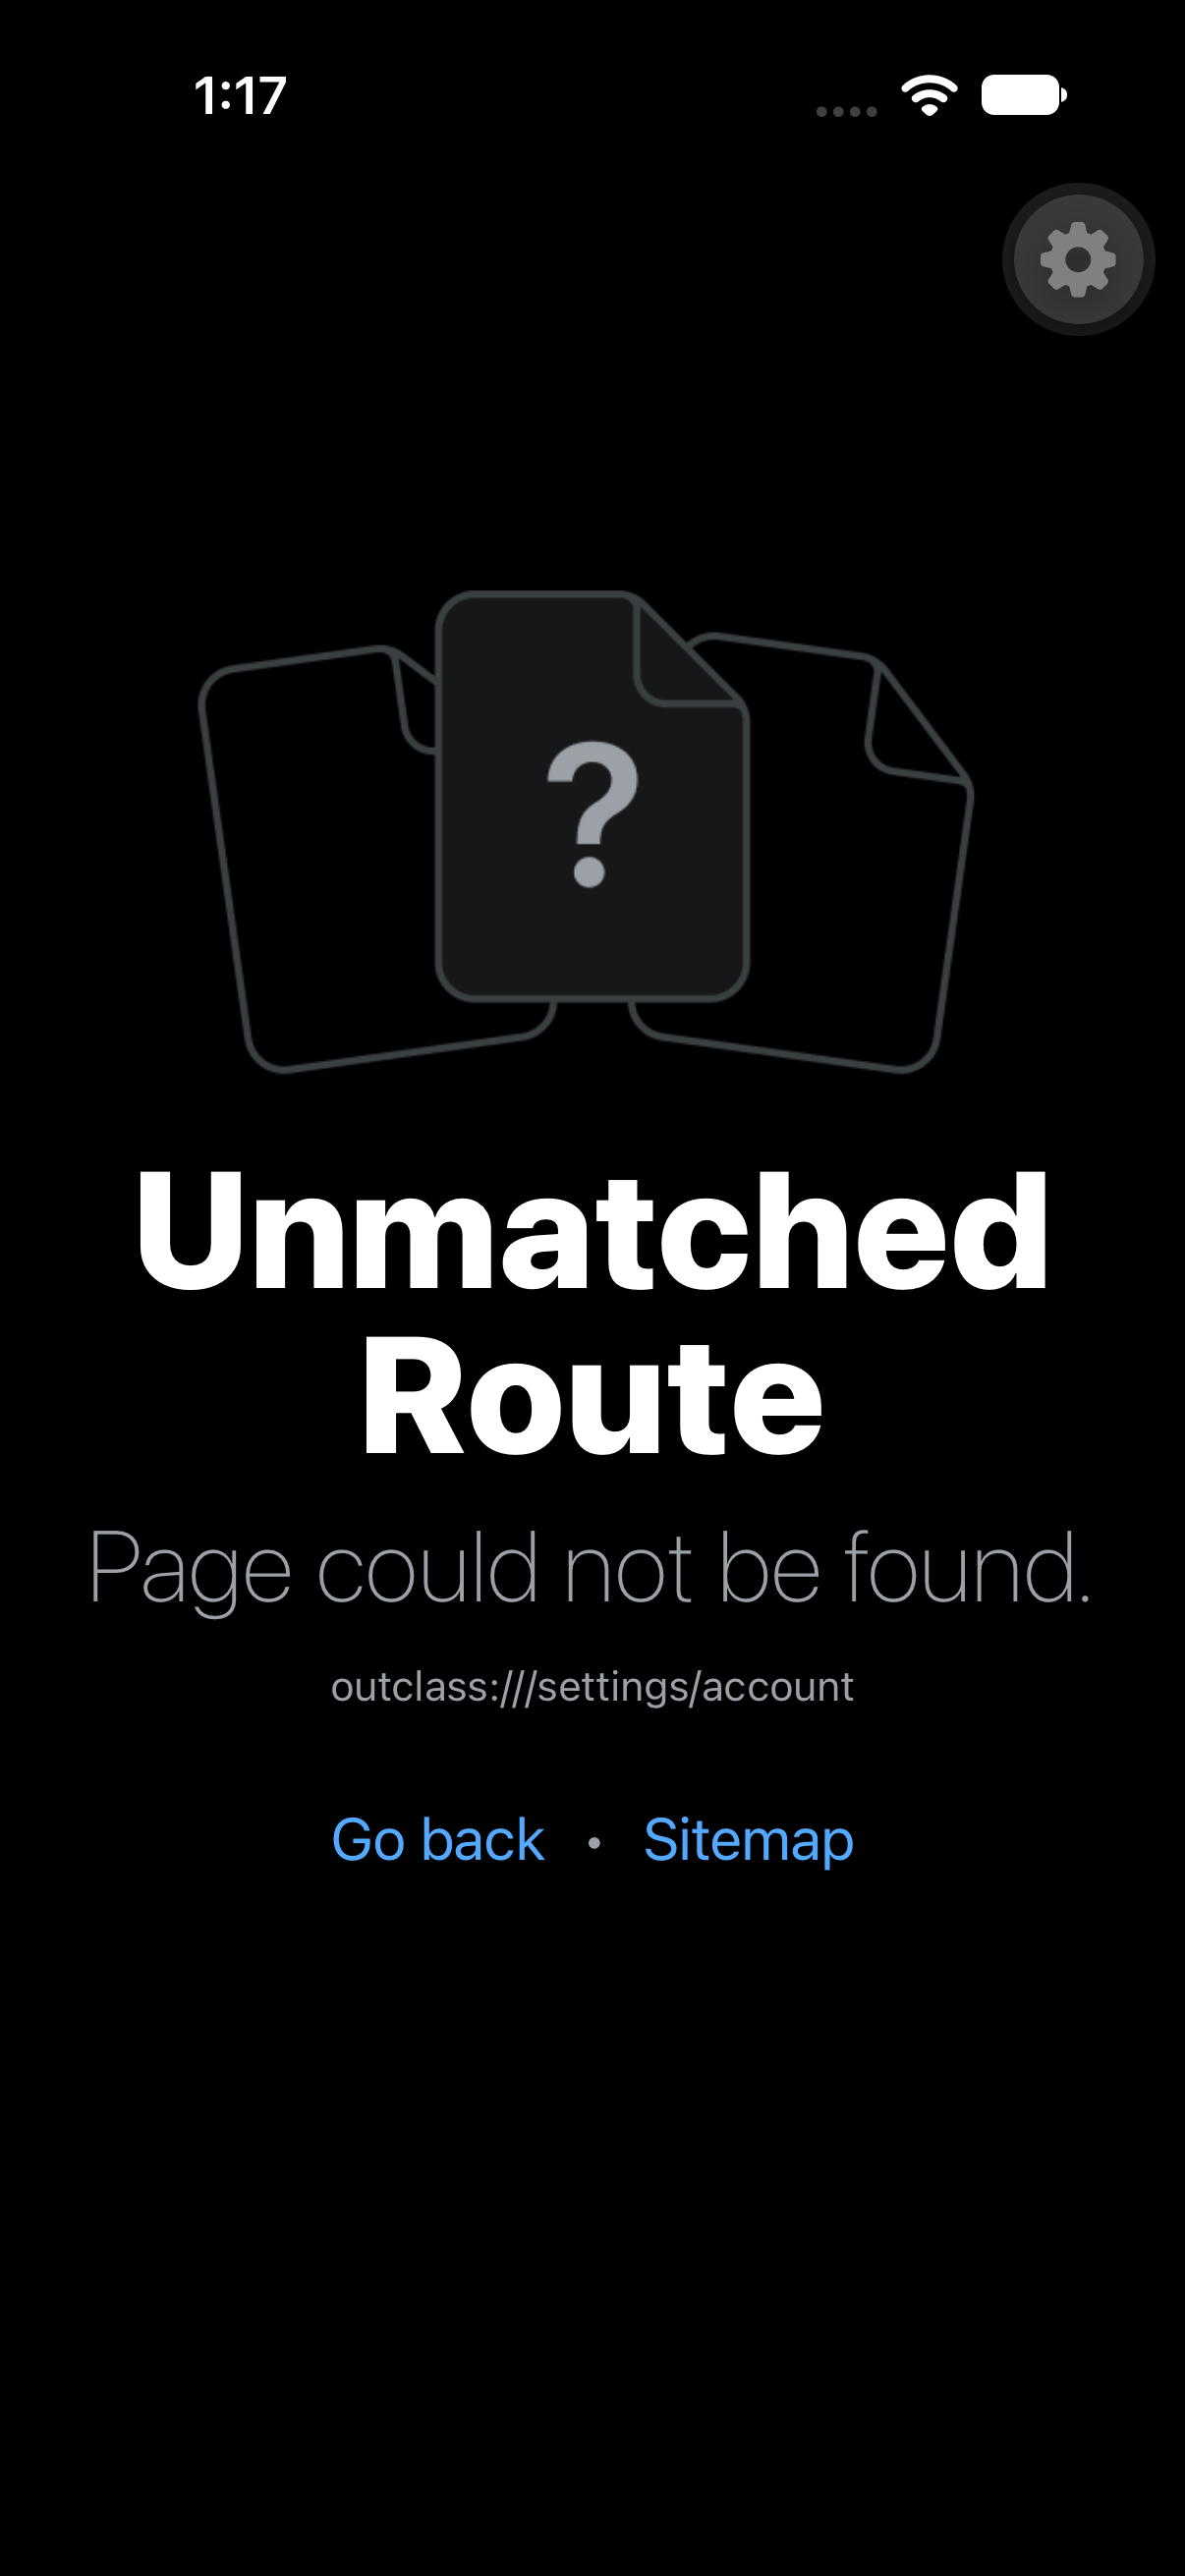 1:17
?
Unmatched
Route
Page could not be found.
outclass:///settings/account
Go back • Sitemap